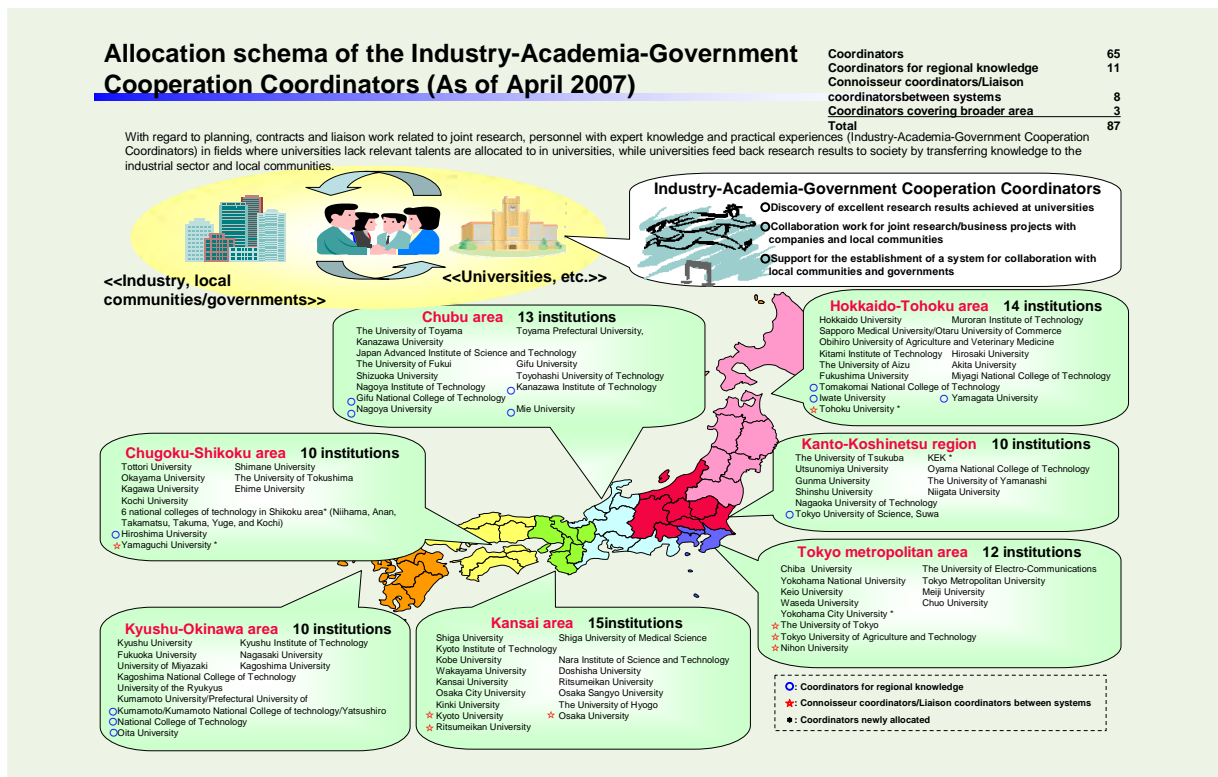 Allocation schema of the Industry-Academia-Government
Cooperation Coordinators (As of April 2007)
Coordinators 65
Coordinators for regional knowledge 11
Connoisseur coordinators/Liaison
coordinatorsbetween systems 8
Coordinators covering broader area 3
Total 87
With regard to planning, contracts and liaison work related to joint research, personnel with expert knowledge and practical experiences (Industry-Academia-Government Cooperation
Coordinators) in fields where universities lack relevant talents are allocated to in universities, while universities feed back research results to society by transferring knowledge to the
industrial sector and local communities.
<<Industry, local
communities/governments>>
<<Universities, etc.>>
Industry-Academia-Government Cooperation Coordinators
○Discovery of excellent research results achieved at universities
○Collaboration work for joint research/business projects with
companies and local communities
○Support for the establishment of a system for collaboration with
local communities and governments
Chubu area 13 institutions
The University of Toyama Toyama Prefectural University,
Kanazawa University
Japan Advanced Institute of Science and Technology
The University of Fukui Gifu University
Shizuoka University Toyohashi University of Technology
Nagoya Institute of Technology ○Kanazawa Institute of Technology
○Gifu National College of Technology
○Nagoya University ○Mie University
Hokkaido-Tohoku area 14 institutions
Hokkaido University Muroran Institute of Technology
Sapporo Medical University/Otaru University of Commerce
Obihiro University of Agriculture and Veterinary Medicine
Kitami Institute of Technology Hirosaki University
The University of Aizu Akita University
Fukushima University Miyagi National College of Technology
○Tomakomai National College of Technology
○Iwate University ○Yamagata University
☆Tohoku University *
Chugoku-Shikoku area 10 institutions
Tottori University Shimane University
Okayama University The University of Tokushima
Kagawa University Ehime University
Kochi University
6 national colleges of technology in Shikoku area* (Niihama, Anan,
Takamatsu, Takuma, Yuge, and Kochi)
○Hiroshima University
☆Yamaguchi University *
Kanto-Koshinetsu region 10 institutions
The University of Tsukuba KEK *
Utsunomiya University Oyama National College of Technology
Gunma University The University of Yamanashi
Shinshu University Niigata University
Nagaoka University of Technology
○Tokyo University of Science, Suwa
Tokyo metropolitan area 12 institutions
Chiba University The University of Electro-Communications
Yokohama National University Tokyo Metropolitan University
Keio University Meiji University
Waseda University Chuo University
Yokohama City University *
☆The University of Tokyo
☆Tokyo University of Agriculture and Technology
☆Nihon University
Kyushu-Okinawa area 10 institutions
Kyushu University Kyushu Institute of Technology
Fukuoka University Nagasaki University
University of Miyazaki Kagoshima University
Kagoshima National College of Technology
University of the Ryukyus
Kumamoto University/Prefectural University of
○Kumamoto/Kumamoto National College of technology/Yatsushiro
○National College of Technology
○Oita University
Kansai area 15institutions
Shiga University Shiga University of Medical Science
Kyoto Institute of Technology
Kobe University Nara Institute of Science and Technology
Wakayama University Doshisha University
Kansai University Ritsumeikan University
Osaka City University Osaka Sangyo University
Kinki University The University of Hyogo
☆Kyoto University ☆Osaka University
☆Ritsumeikan University
○: Coordinators for regional knowledge
★: Connoisseur coordinators/Liaison coordinators between systems
*: Coordinators newly allocated